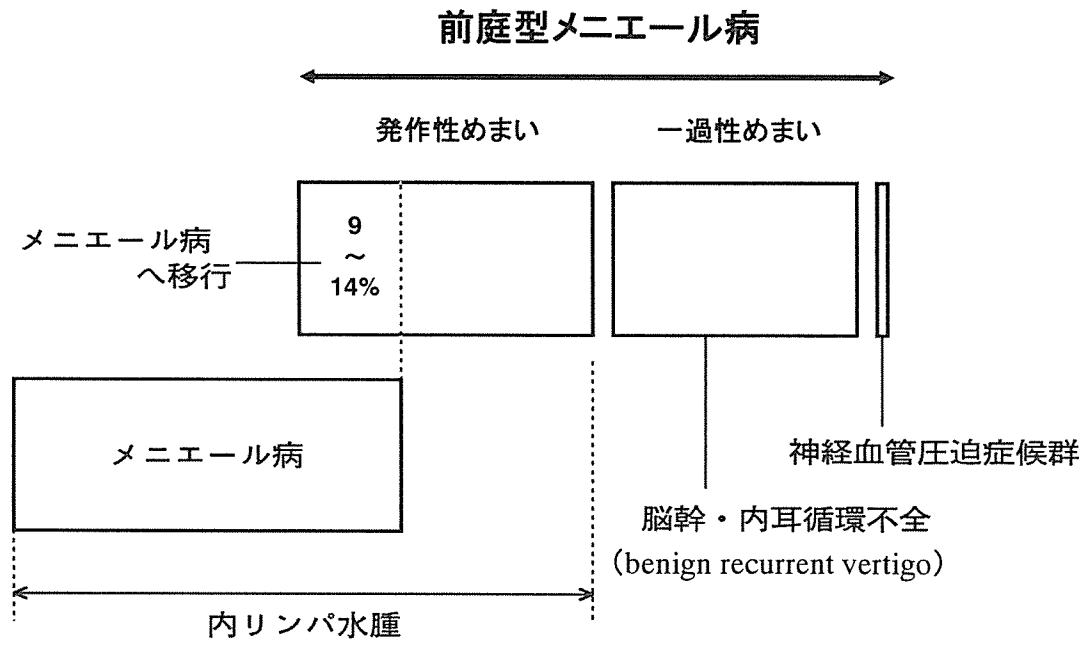 前庭型メニエール病
発作性めまい
一過性めまい
メニエール病
へ移行
9
～
14%
メニエール病
神経血管圧迫症候群
脳幹・内耳循環不全
（benign recurrent vertigo）
内リンパ水腫